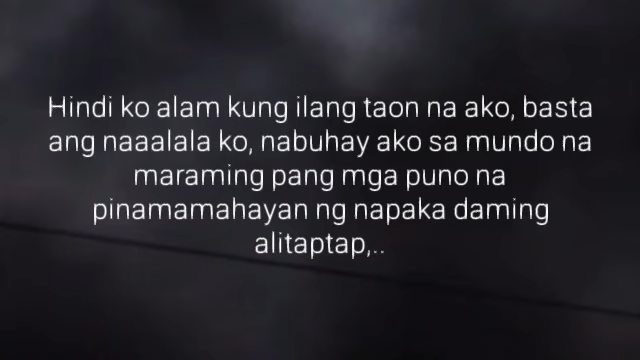 Hindi ko alam kung ilang taon na ako, basta
ang naaalala ko, nabuhay ako sa mundo na
maraming pang mga puno na
pinamamahayan ng napaka daming
alitaptap,..